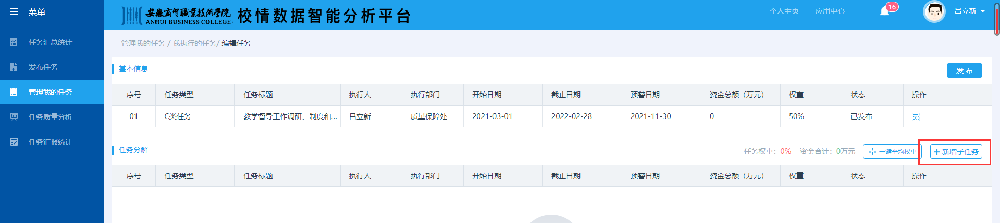 菜单
安徽商贸职业技术学院
ANHUI BUSINESS COLLEGE
校情数据智能分析平台
个人主页 应用中心 16 吕立新
任务汇总统计
发布任务
管理我的任务
任务质量分析
任务汇报统计
管理我的任务 / 我执行的任务/ 编辑任务
基本信息 发 布
序号 任务类型 任务标题 执行人 执行部门 开始日期 截止日期 预警日期 资金总额（万元） 权重 状态 操作
01 C类任务 教学督导工作调研、制度和... 吕立新 质量保障处 2021-03-01 2022-02-28 2021-11-30 0 50% 已发布
任务分解 任务权重：0% 资金合计：0万元 一键平均权重 新增子任务
序号 任务类型 任务标题 执行人 执行部门 开始日期 截止日期 预警日期 资金总额（万元） 权重 状态 操作